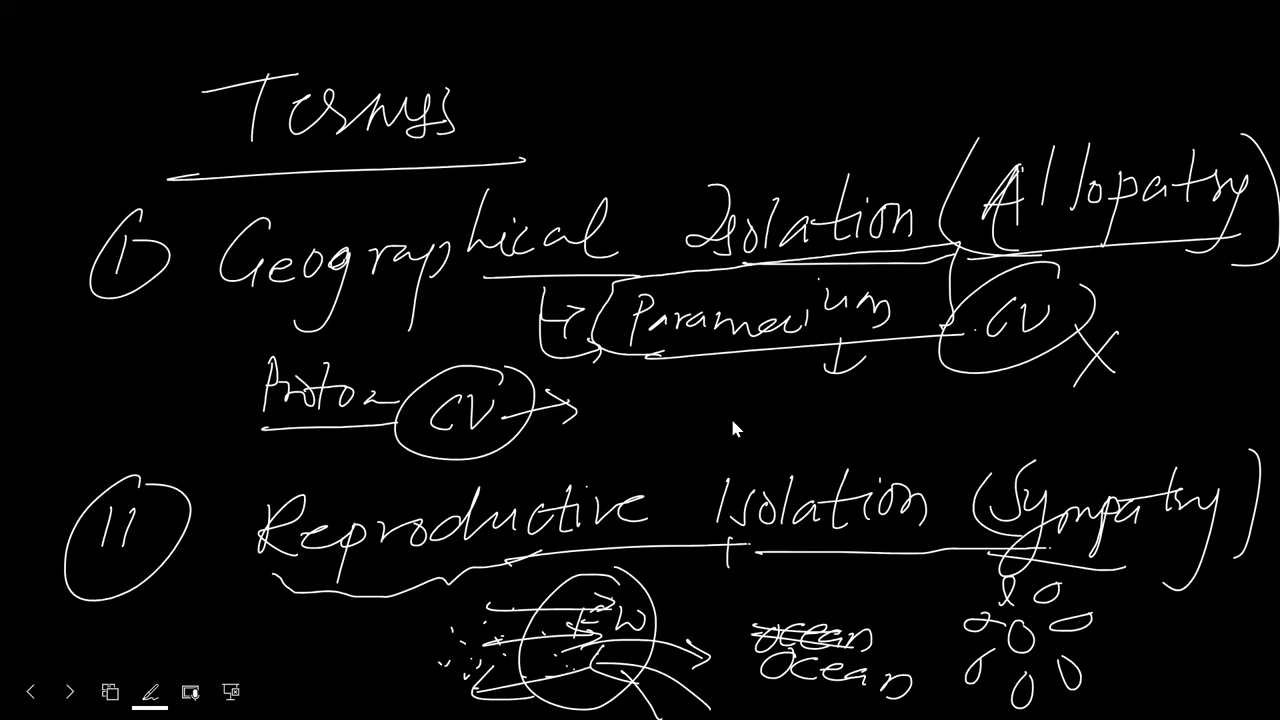 Terms
I Geographical Isolation (Allopatry)
Paramecium CV X
Protoz CV
II Reproductive Isolation (Sympatry)
FW ocean
ocean